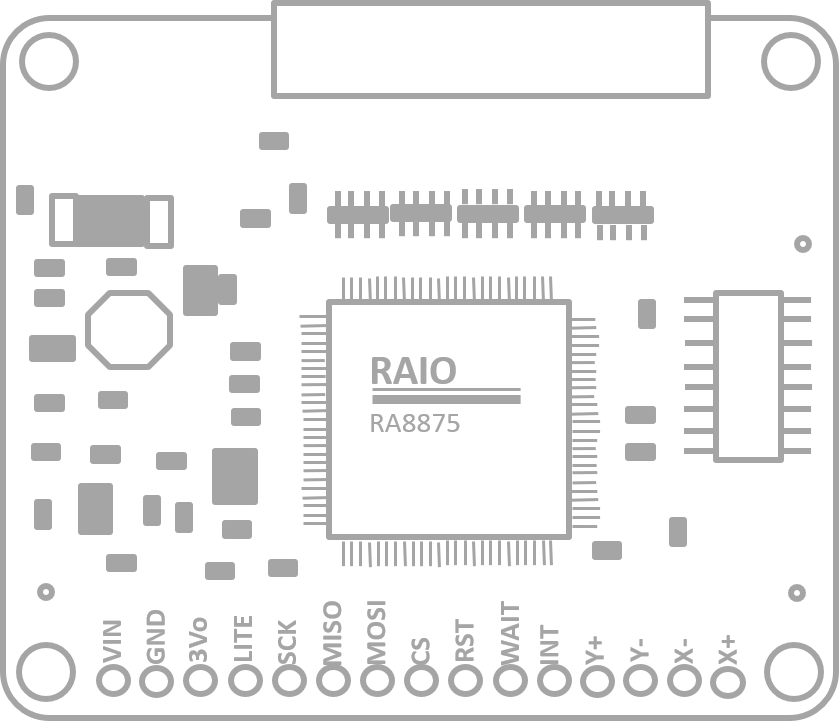 RAIO
RA8875
VIN
GND
3Vo
LITE
SCK
MISO
MOSI
CS
RST
WAIT
INT
Y+
Y-
X-
X+